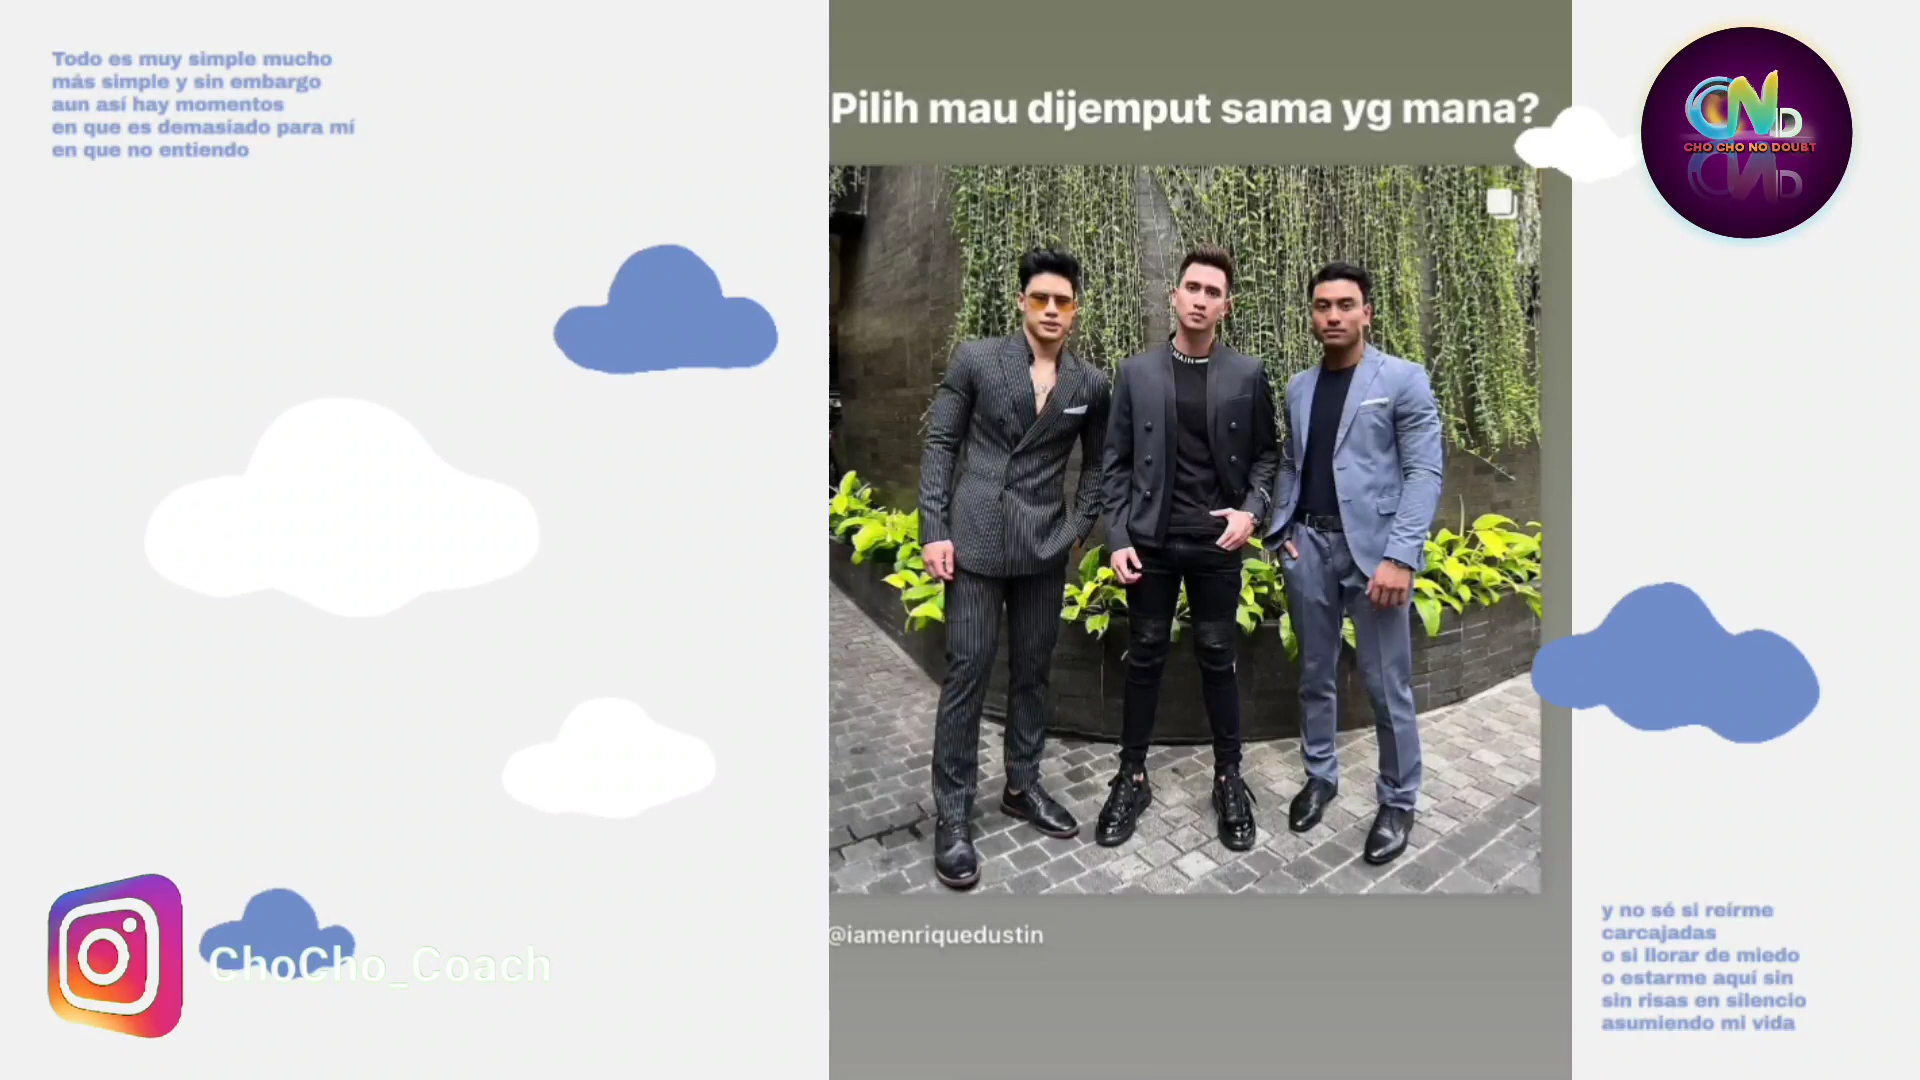 Todo es muy simple mucho
más simple y sin embargo
aun así hay momentos
en que es demasiado para mí
en que no entiendo
Pilih mau dijemput sama yg mana?
CND
CHO CHO NO DOUBT
@iamenriquedustin
ChoCho_Coach
y no sé si reírme
carcajadas
o si llorar de miedo
o estarme aquí sin
sin risas en silencio
asumiendo mi vida